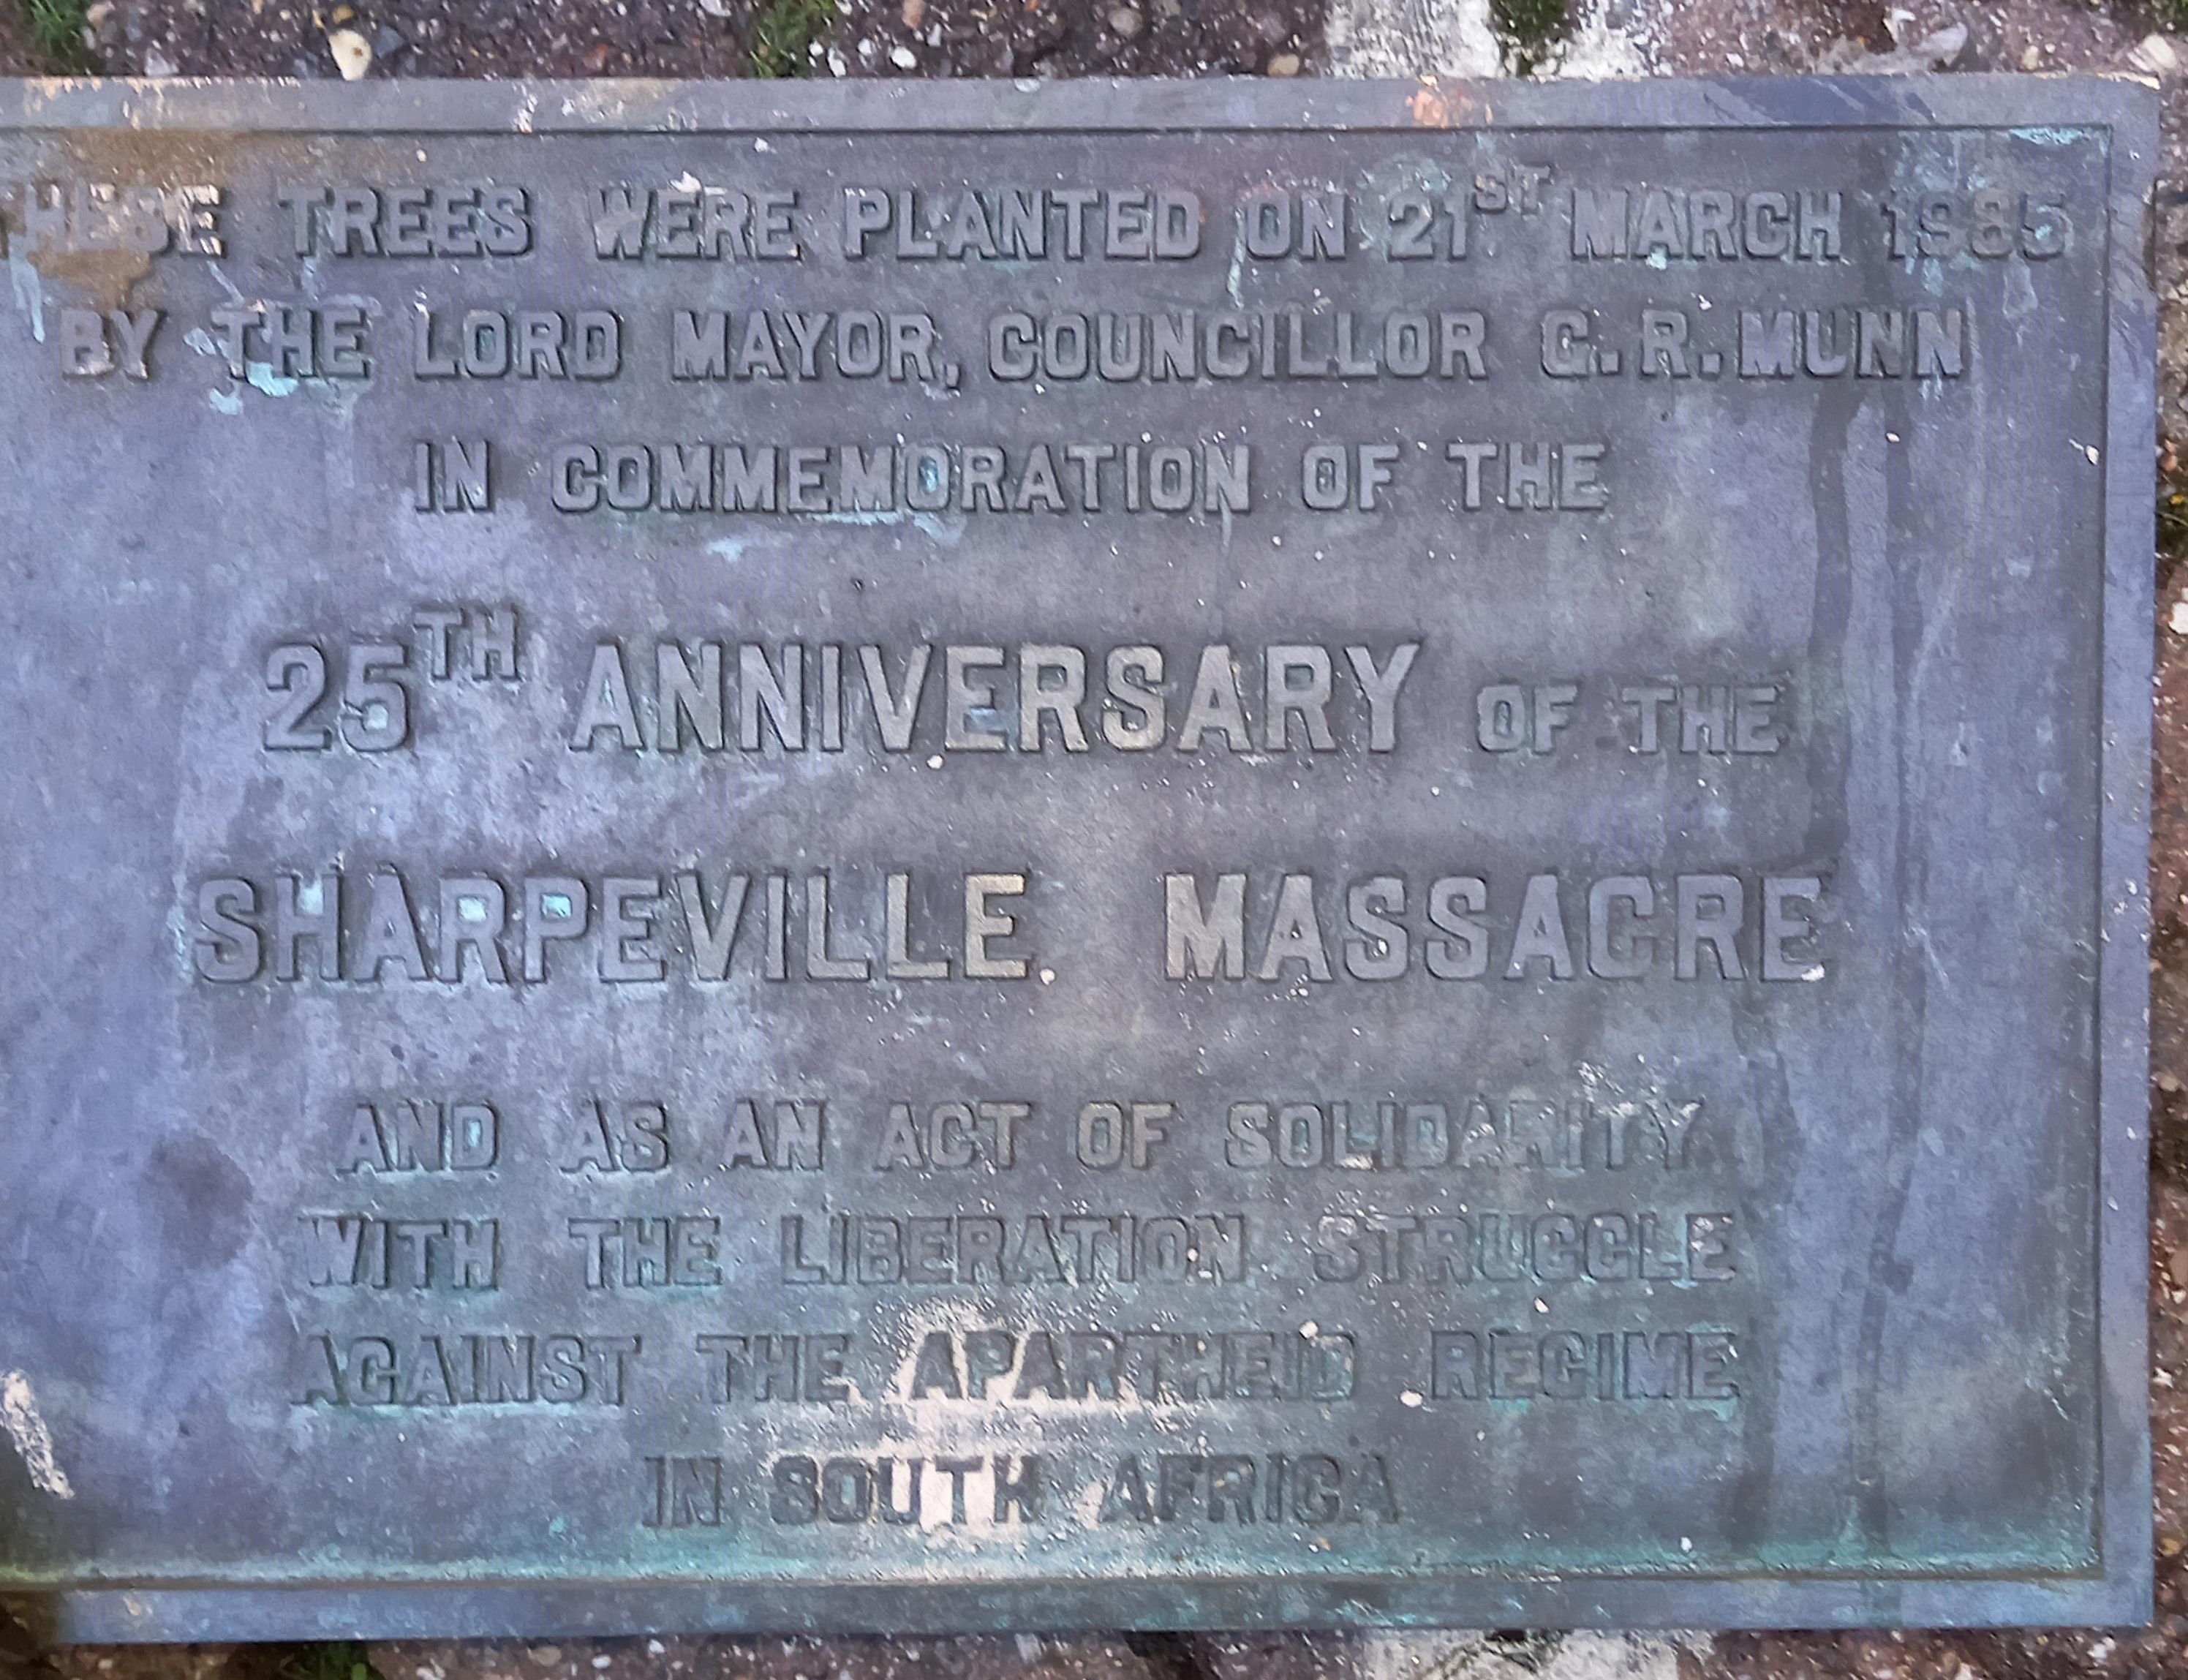 THESE TREES WERE PLANTED ON 21ST MARCH 1985
BY THE LORD MAYOR, COUNCILLOR G.R. MUNN
IN COMMEMORATION OF THE
25TH ANNIVERSARY OF THE
SHARPEVILLE MASSACRE
AND AS AN ACT OF SOLIDARITY
WITH THE LIBERATION STRUGGLE
AGAINST THE APARTHEID REGIME
IN SOUTH AFRICA